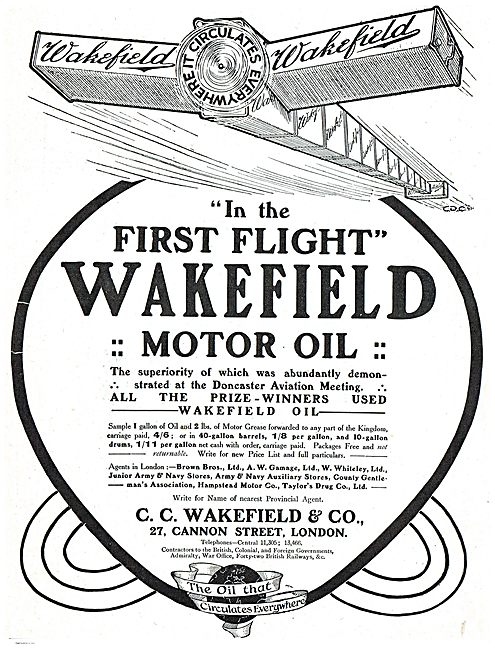 Wakefield
IT CIRCULATES EVERYWHERE
Wakefield
"In the
FIRST FLIGHT"
WAKEFIELD
:: MOTOR OIL ::
The superiority of which was abundantly demon-
∴ strated at the Doncaster Aviation Meeting. ∴
ALL THE PRIZE-WINNERS USED
WAKEFIELD OIL
Sample 1 gallon of Oil and 2 lbs. of Motor Grease forwarded to any part of the Kingdom,
carriage paid, 4/6; or in 40-gallon barrels, 1/8 per gallon, and 10-gallon
drums, 1/11 per gallon net cash with order, carriage paid. Packages Free and not
returnable. Write for new Price List and full particulars.
Agents in London :—Brown Bros., Ltd., A. W. Gamage, Ltd., W. Whiteley, Ltd.,
Junior Army & Navy Stores, Army & Navy Auxiliary Stores, County Gentle-
man's Association, Hampstead Motor Co., Taylor's Drug Co., Ltd.
Write for Name of nearest Provincial Agent.
C. C. WAKEFIELD & CO.,
27, CANNON STREET, LONDON.
Telephones—Central 11,305; 13,466.
Contractors to the British, Colonial, and Foreign Governments,
Admiralty, War Office, Forty-two British Railways, &c.
The Oil that
Circulates Everywhere